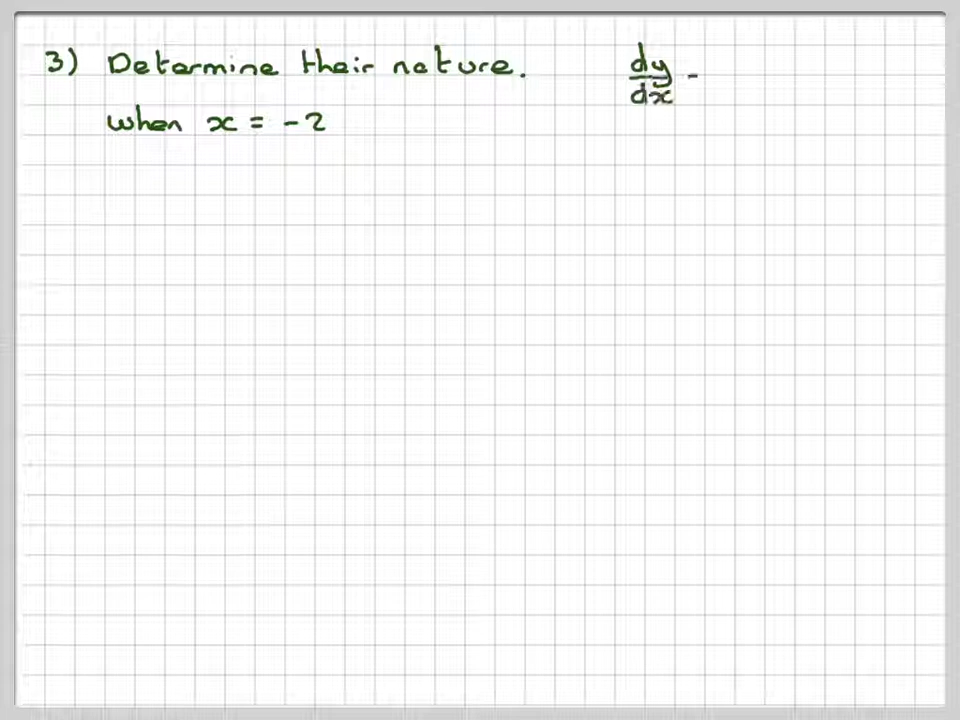 3) Determine their nature.
dy/dx -
when x = -2